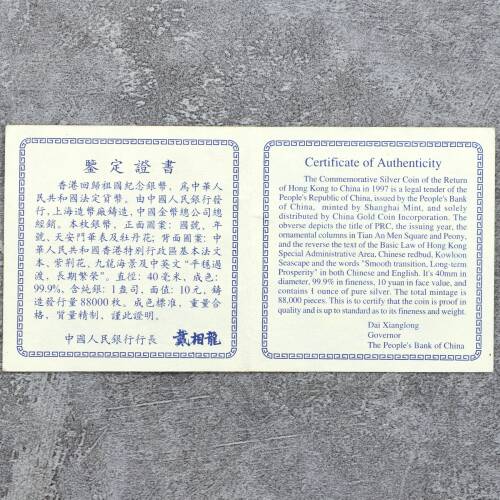 鉴定證書
香港回歸祖國紀念銀幣、爲中華人
民共和國法定貨幣。由中國人民銀行發
行,上海造幣廠鑄造,中國金幣總公司總
經銷。本枚銀幣,正面圖案:國號、年
號、天安門華表及牡丹花;背面圖案:中
華人民共和國香港特別行政區基本法文
本、紫荊花、九龍海景及中英文“平穩過
渡,長期繁榮”。直徑:40毫米,成色:
99.9%,含純銀:1盎司,面值:10元,鑄
造發行量88000枚。成色標准,重量合
格,質量精制,謹此證明。
中國人民銀行行長 戴相龍
Certificate of Authenticity
The Commemorative Silver Coin of the Return
of Hong Kong to China in 1997 is a legal tender of the
People's Republic of China, issued by the People's Bank
of China, minted by Shanghai Mint, and solely
distributed by China Gold Coin Incorporation. The
obverse depicts the title of PRC, the issuing year, the
ornamental columns in Tian An Men Square and Peony,
and the reverse the text of the Basic Law of Hong Kong
Special Administrative Area, Chinese redbud, Kowloon
Seascape and the words "Smooth transition, Long-term
Prosperity" in both Chinese and English. It's 40mm in
diameter, 99.9% in fineness, 10 yuan in face value, and
contains 1 ounce of pure silver. The total mintage is
88,000 pieces. This is to certify that the coin is proof in
quality and is up to standard as to its fineness and weight.
Dai Xianglong
Governor
The People's Bank of China